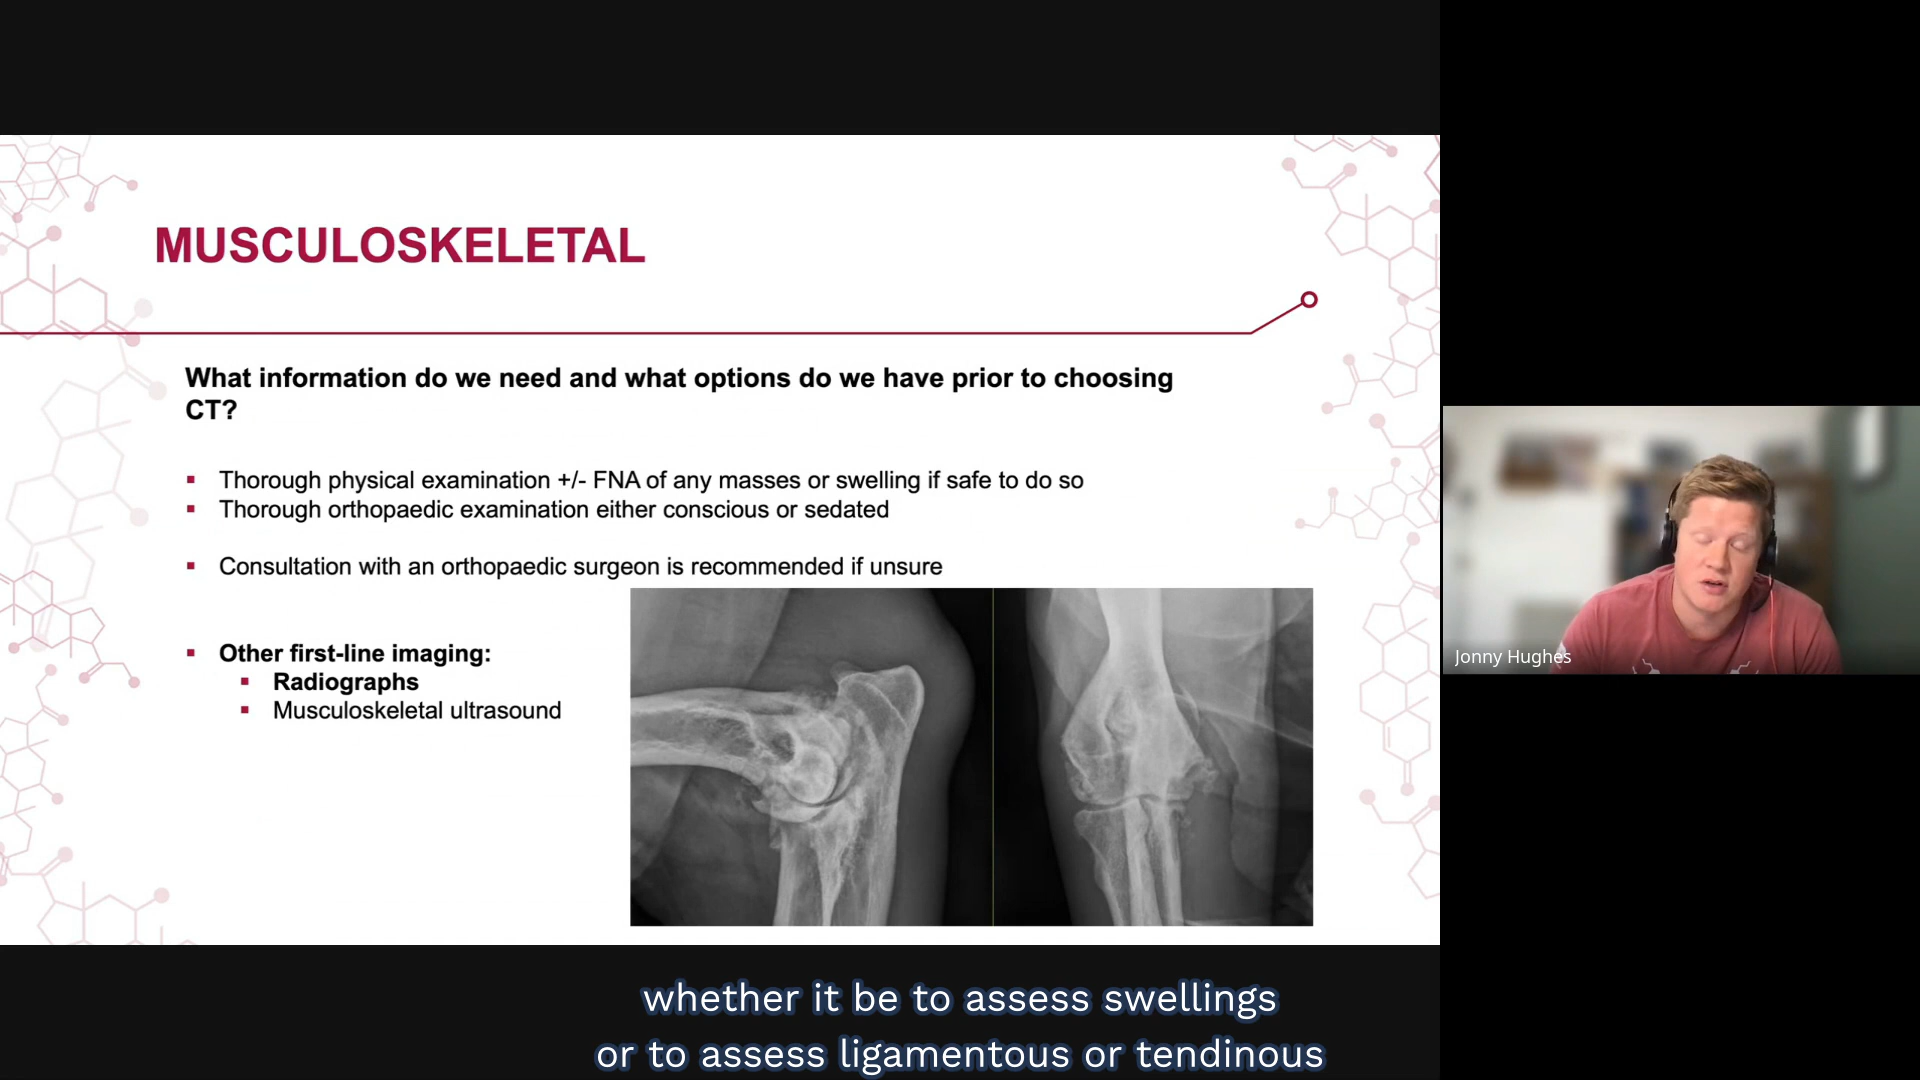 MUSCULOSKELETAL
What information do we need and what options do we have prior to choosing
CT?
Thorough physical examination +/- FNA of any masses or swelling if safe to do so
Thorough orthopaedic examination either conscious or sedated
Consultation with an orthopaedic surgeon is recommended if unsure
Other first-line imaging:
Radiographs
Musculoskeletal ultrasound
Jonny Hughes
whether it be to assess swellings
or to assess ligamentous or tendinous